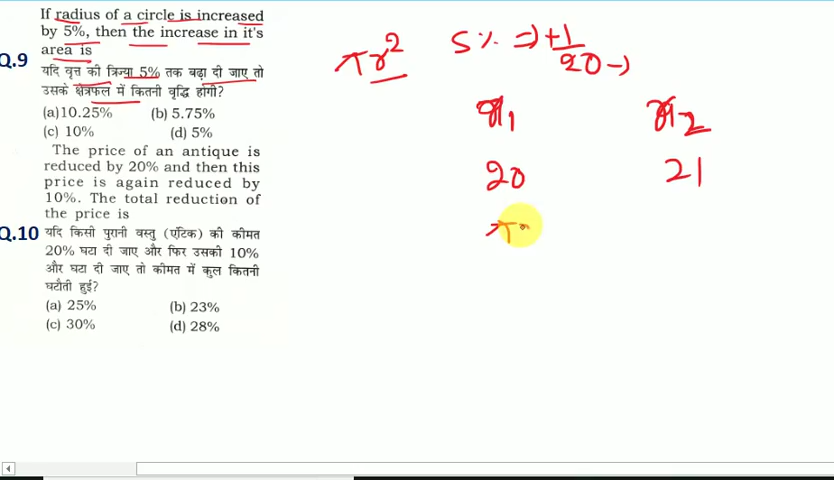 If radius of a circle is increased
by 5%, then the increase in it's
area is
Q.9
यदि वृत्त की त्रिज्या 5% तक बढ़ा दी जाए तो
उसके क्षेत्रफल में कितनी वृद्धि होगी?
(a)10.25% (b) 5.75%
(c) 10% (d) 5%
The price of an antique is
reduced by 20% and then this
price is again reduced by
10%. The total reduction of
the price is
Q.10
यदि किसी पुरानी वस्तु (एंटिक) की कीमत
20% घटा दी जाए और फिर उसकी 10%
और घटा दी जाए तो कीमत में कुल कितनी
घटौती हुई?
(a) 25% (b) 23%
(c) 30% (d) 28%
πr² 5% ⇒ +1/20 →
r₁ r₂
20 21
π